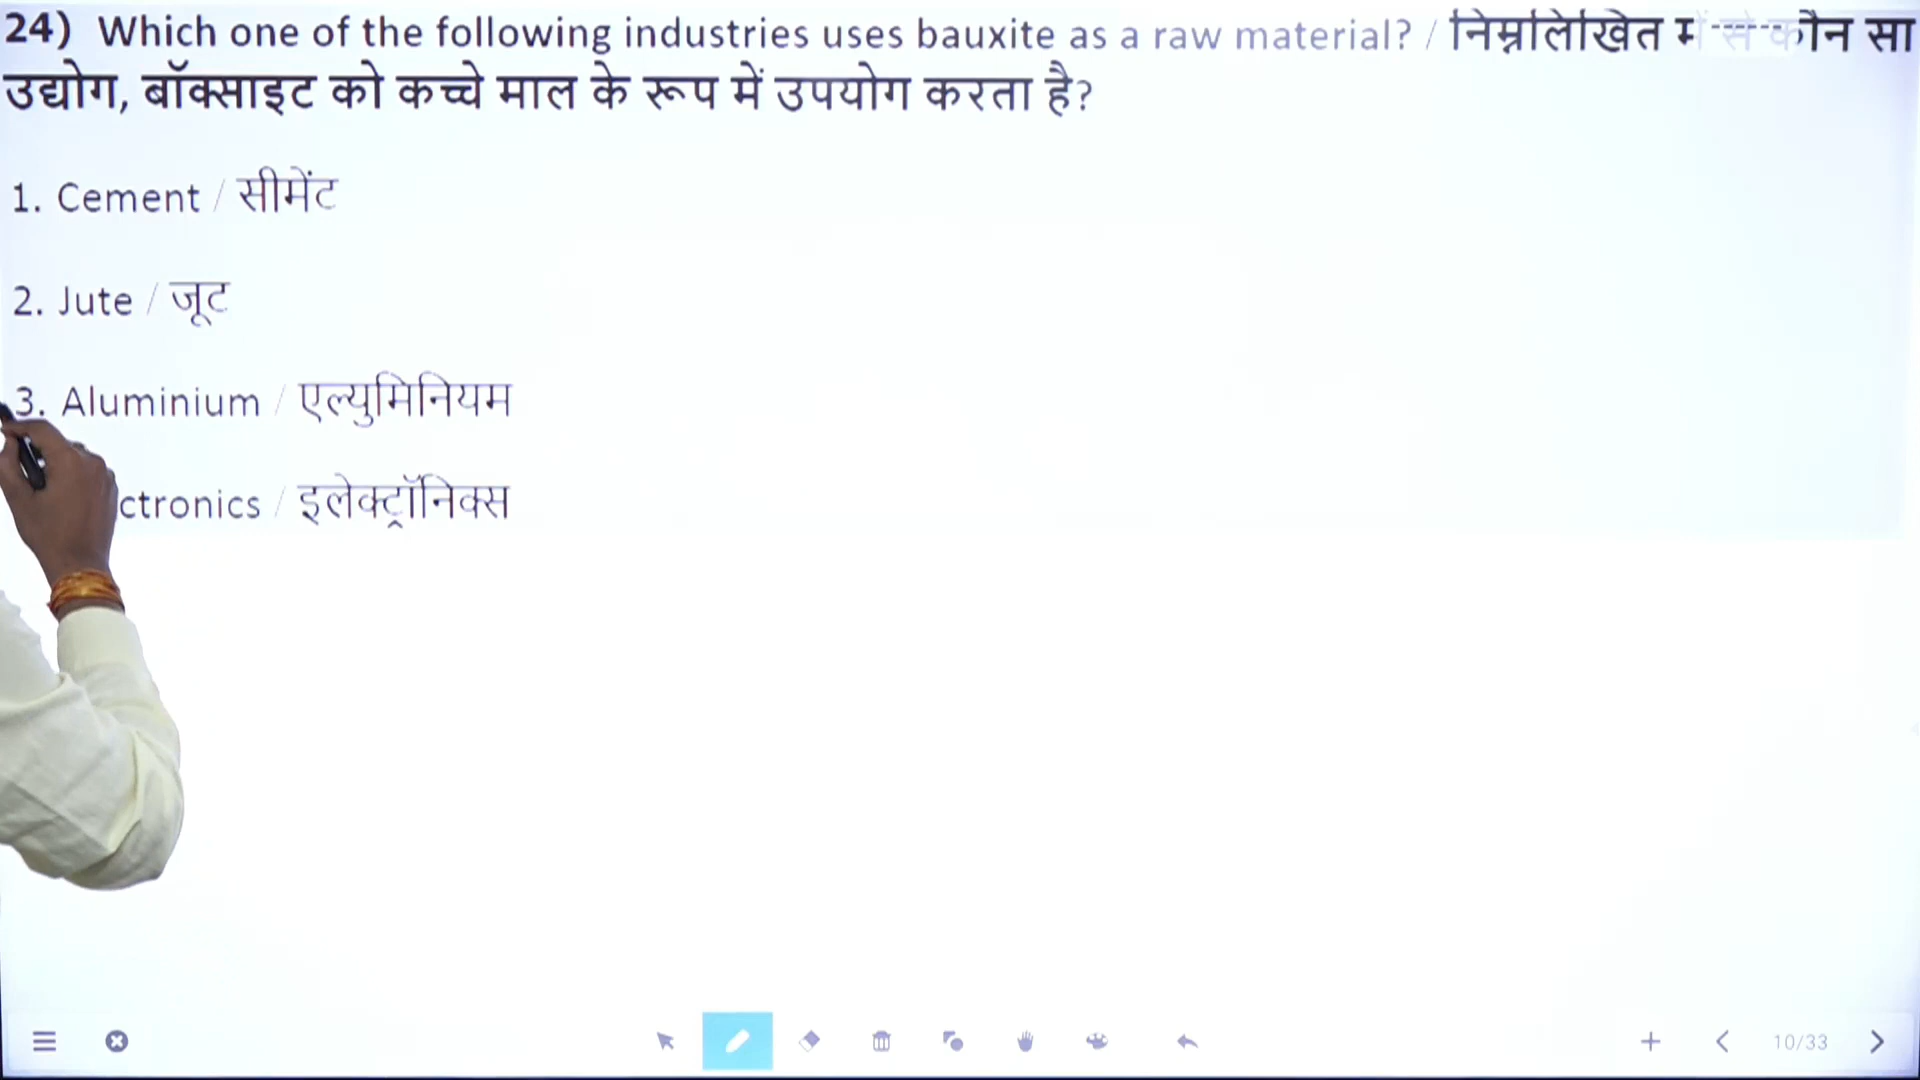 24) Which one of the following industries uses bauxite as a raw material? / निम्नलिखित में से कौन सा
उद्योग, बॉक्साइट को कच्चे माल के रूप में उपयोग करता है?
1. Cement / सीमेंट
2. Jute / जूट
3. Aluminium / एल्युमिनियम
ctronics / इलेक्ट्रॉनिक्स
10/33